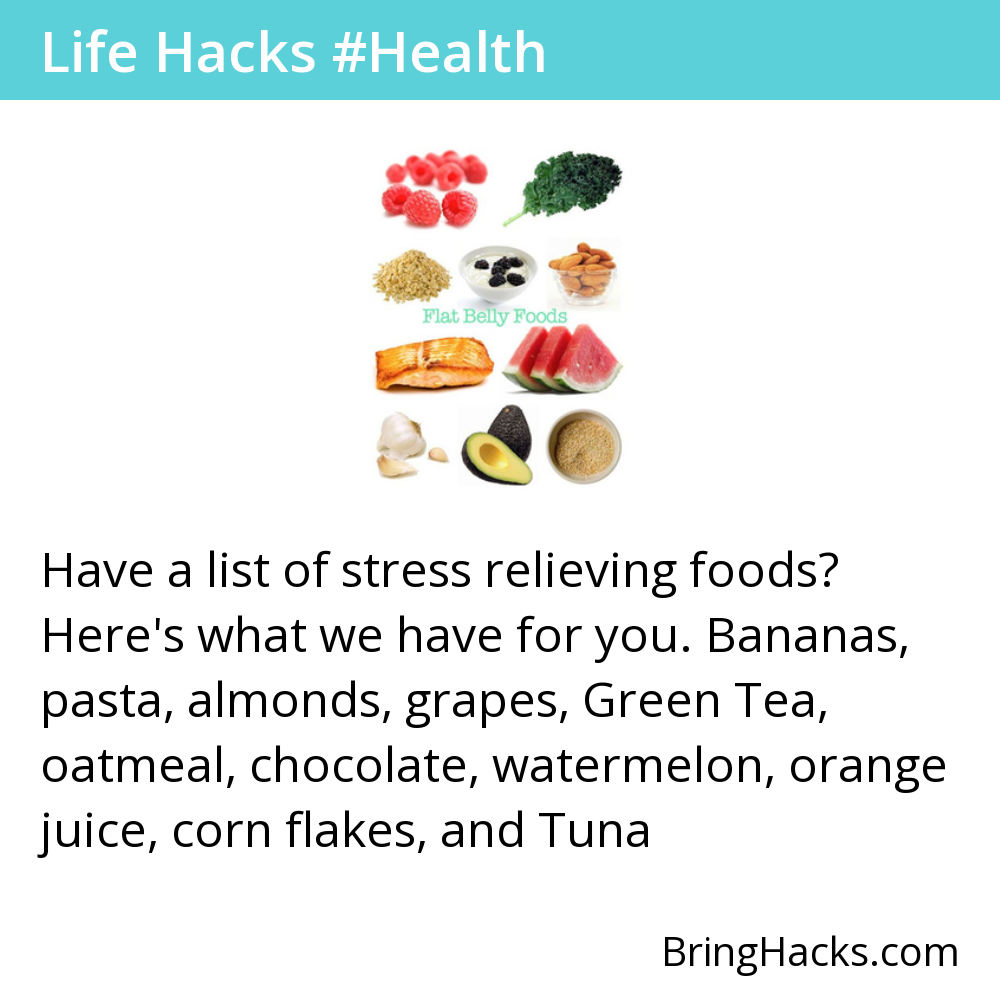 Life Hacks #Health
Flat Belly Foods
Have a list of stress relieving foods?
Here's what we have for you. Bananas,
pasta, almonds, grapes, Green Tea,
oatmeal, chocolate, watermelon, orange
juice, corn flakes, and Tuna
BringHacks.com